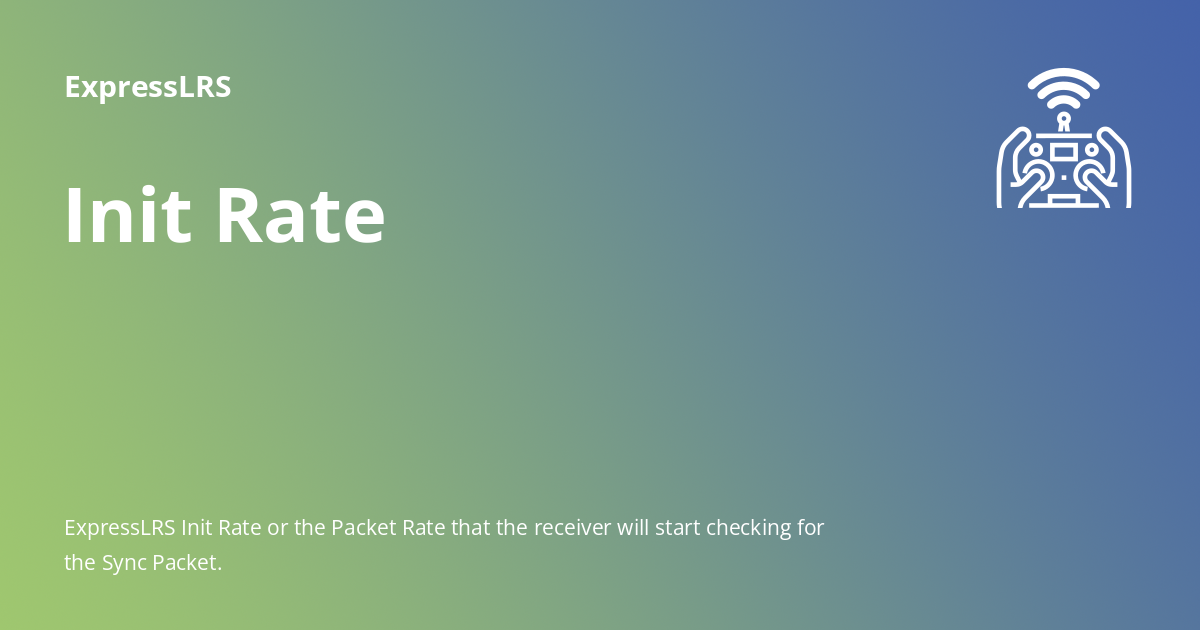 ExpressLRS
Init Rate
ExpressLRS Init Rate or the Packet Rate that the receiver will start checking for
the Sync Packet.